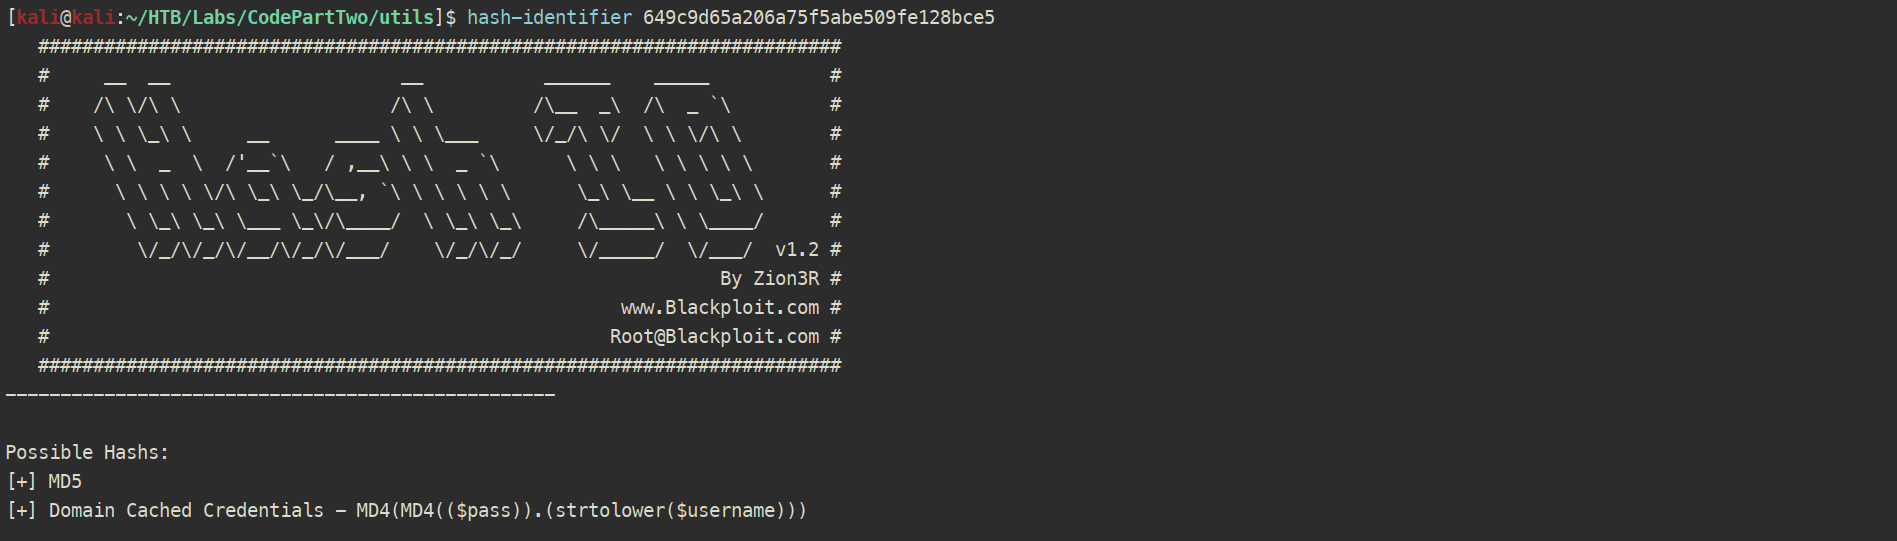 [kali@kali:~/HTB/Labs/CodePartTwo/utils]$ hash-identifier 649c9d65a206a75f5abe509fe128bce5
   #########################################################################
   #     __  __                     __           ______    _____           #
   #    /\ \/\ \                   /\ \         /\__  _\  /\  _ `\         #
   #    \ \ \_\ \     __      ____ \ \ \___     \/_/\ \/  \ \ \/\ \        #
   #     \ \  _  \  /'__`\   / ,__\ \ \  _ `\       \ \ \   \ \ \ \ \        #
   #      \ \ \ \ \/\ \_\ \_/\__, `\ \ \ \ \ \      \_\ \__ \ \ \_\ \      #
   #       \ \_\ \_\ \___ \_\/\____/  \ \_\ \_\     /\_____\ \ \____/      #
   #        \/_/\/_/\/__/\/_/\/___/    \/_/\/_/     \/_____/  \/___/  v1.2 #
   #                                                             By Zion3R #
   #                                                    www.Blackploit.com #
   #                                                   Root@Blackploit.com #
   #########################################################################
--------------------------------------------------
Possible Hashs:
[+] MD5
[+] Domain Cached Credentials - MD4(MD4(($pass)).(strtolower($username)))